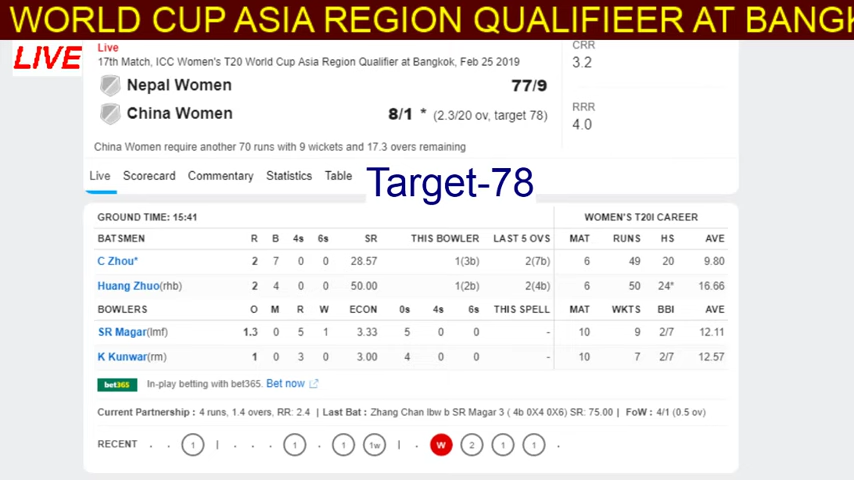 WORLD CUP ASIA REGION QUALIFIEER AT BANGK
LIVE
Live
17th Match, ICC Women's T20 World Cup Asia Region Qualifier at Bangkok, Feb 25 2019
Nepal Women 77/9
China Women 8/1 * (2.3/20 ov, target 78)
China Women require another 70 runs with 9 wickets and 17.3 overs remaining
CRR
3.2
RRR
4.0
Live Scorecard Commentary Statistics Table
Target-78
GROUND TIME: 15:41 WOMEN'S T20I CAREER
BATSMEN R B 4s 6s SR THIS BOWLER LAST 5 OVS MAT RUNS HS AVE
C Zhou* 2 7 0 0 28.57 1(3b) 2(7b) 6 49 20 9.80
Huang Zhuo(rhb) 2 4 0 0 50.00 1(2b) 2(4b) 6 50 24* 16.66
BOWLERS O M R W ECON 0s 4s 6s THIS SPELL MAT WKTS BBI AVE
SR Magar(lmf) 1.3 0 5 1 3.33 5 0 0 - 10 9 2/7 12.11
K Kunwar(rm) 1 0 3 0 3.00 4 0 0 - 10 7 2/7 12.57
bet365 In-play betting with bet365. Bet now
Current Partnership : 4 runs, 1.4 overs, RR: 2.4 | Last Bat : Zhang Chan lbw b SR Magar 3 ( 4b 0X4 0X6) SR: 75.00 | FoW : 4/1 (0.5 ov)
RECENT . . 1 | . . . 1 . 1 1w | . W 2 1 1 .